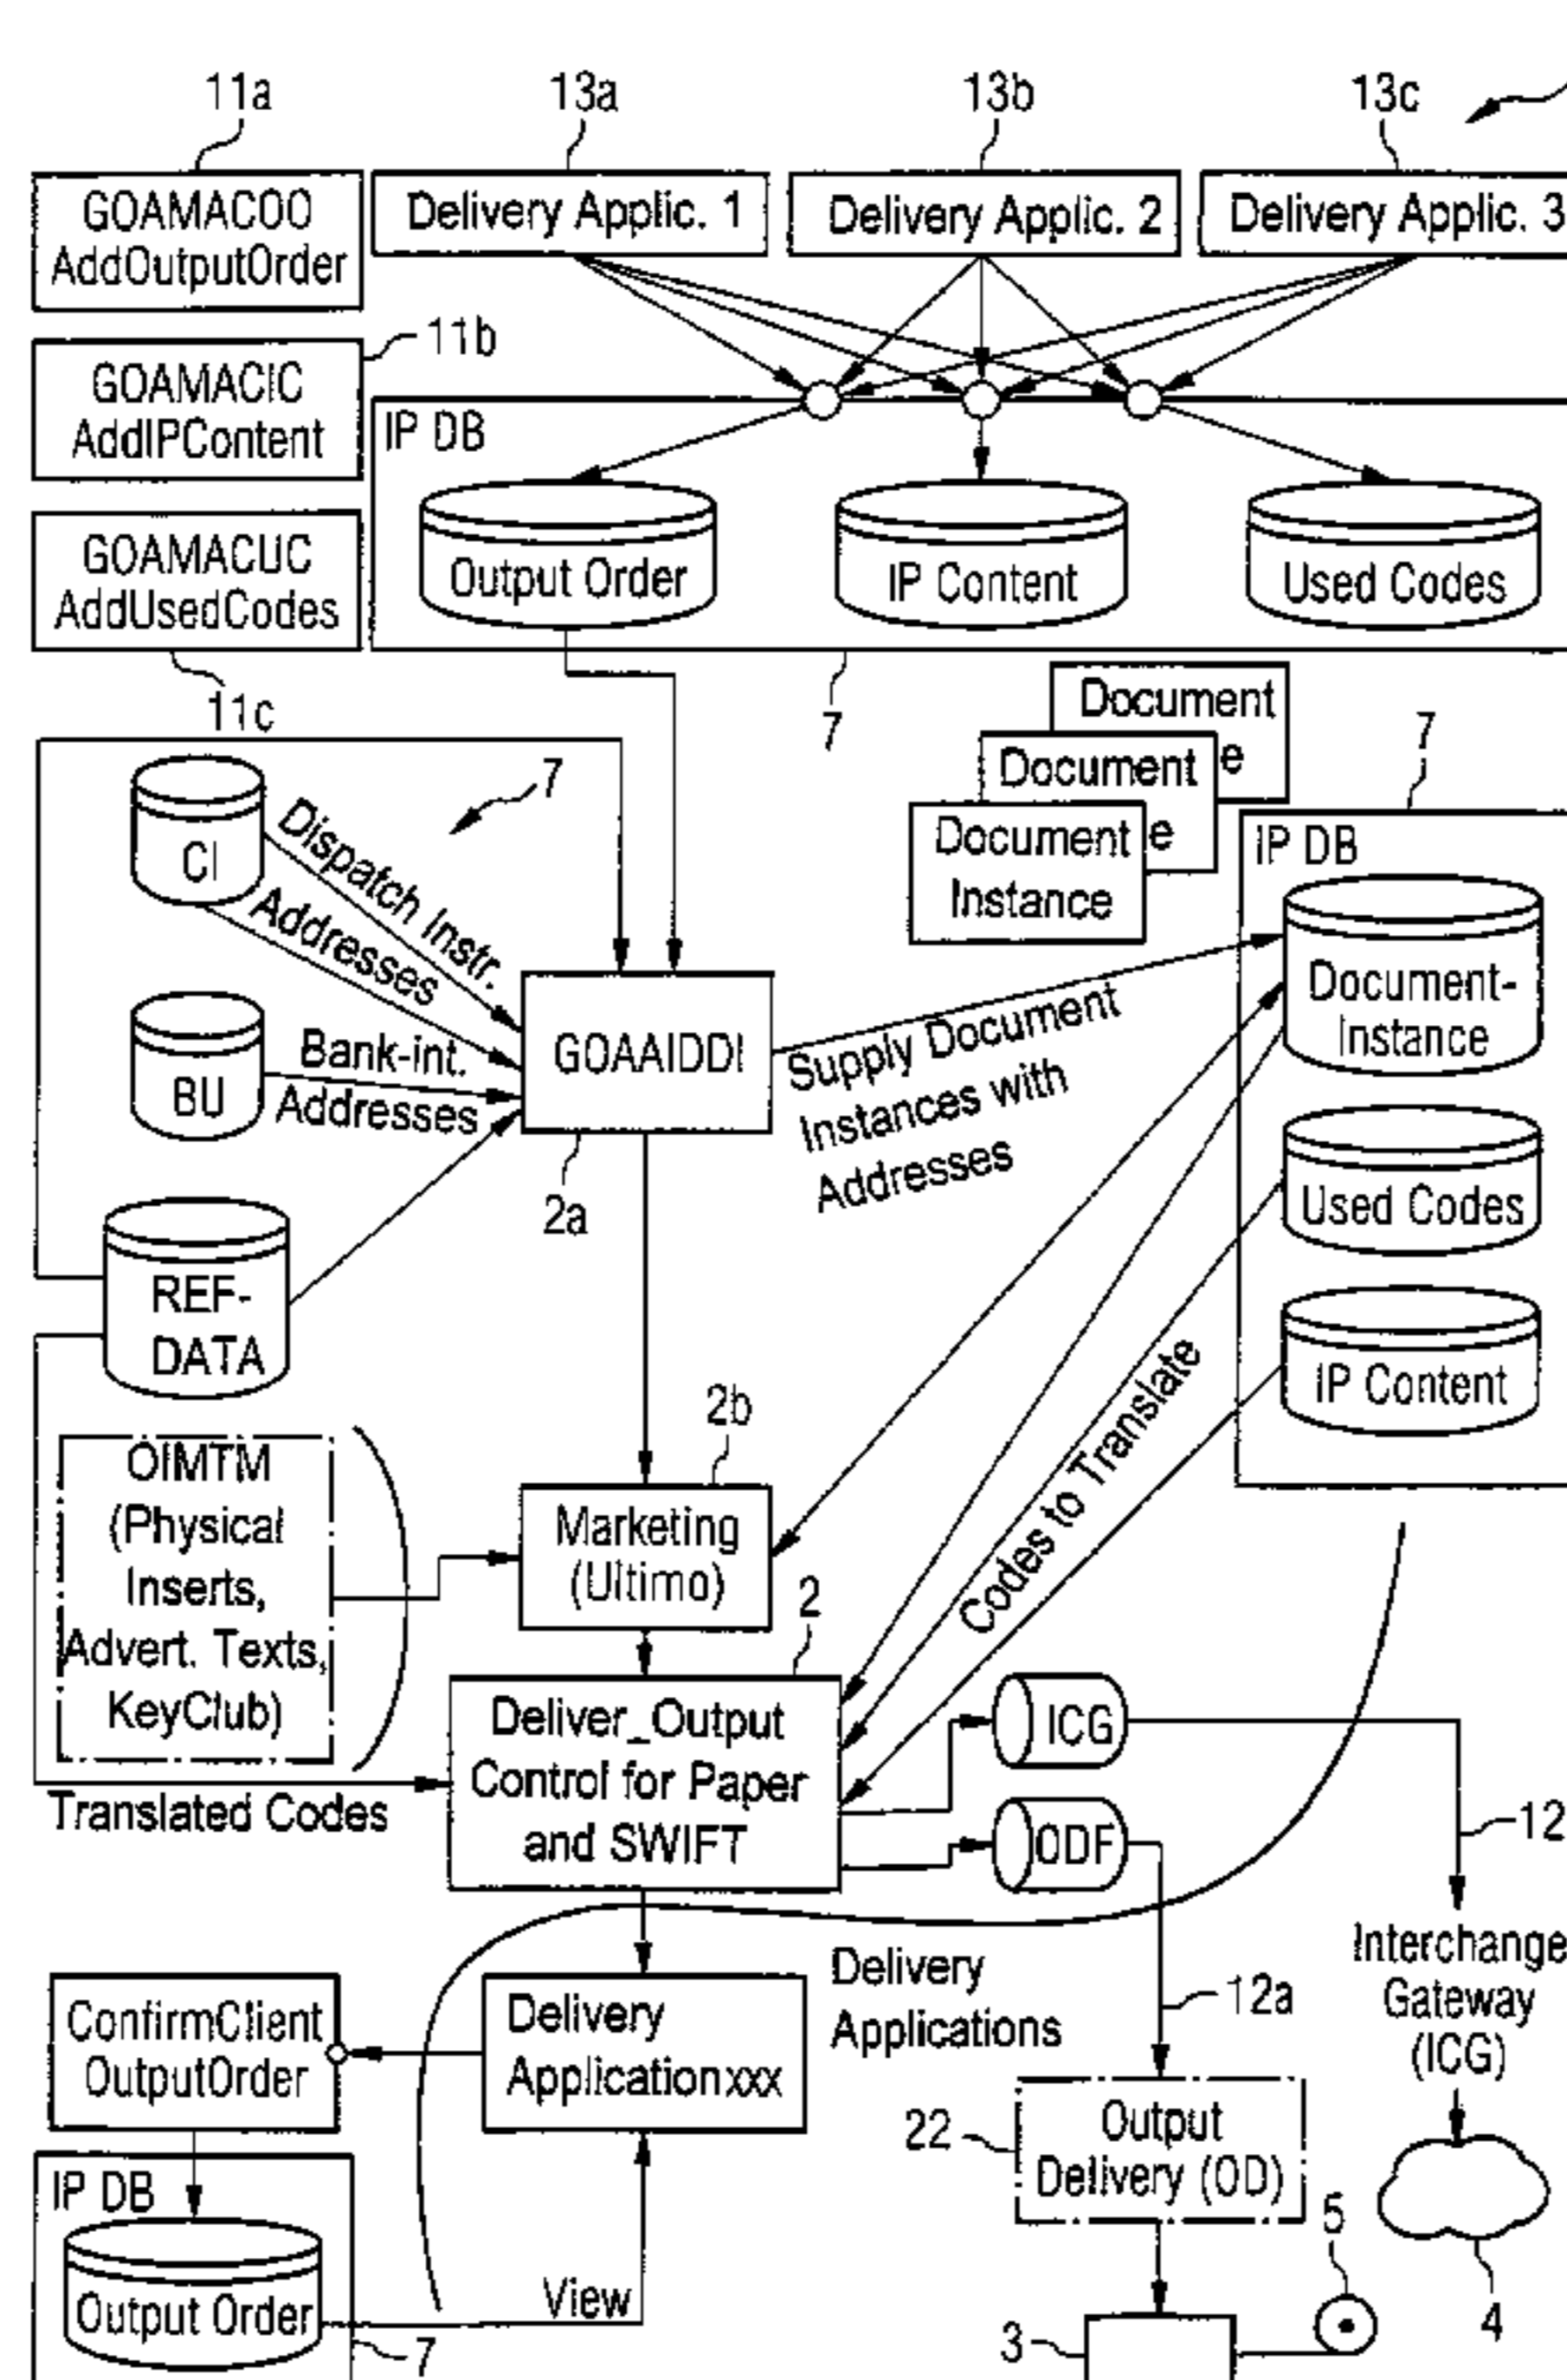 11a
13a
13b
13c
GOAMACOO
AddOutputOrder
Delivery Applic. 1
Delivery Applic. 2
Delivery Applic. 3
11b
GOAMACIC
AddIPContent
IP DB
Output Order
IP Content
Used Codes
GOAMACUC
AddUsedCodes
11c
7
Document
e
Document
e
Document
Instance
7
7
CI
Dispatch Instr.
Addresses
BU
Bank-int.
Addresses
GOAAIDDI
2a
Supply Document
Instances with
Addresses
IP DB
Document-
Instance
Used Codes
IP Content
REF-
DATA
Codes to Translate
OIMTM
(Physical
Inserts,
Advert. Texts,
KeyClub)
2b
Marketing
(Ultimo)
2
Deliver_Output
Control for Paper
and SWIFT
Translated Codes
ICG
ODF
12
Interchange
Gateway
(ICG)
Delivery
Applications
12a
ConfirmClient
OutputOrder
Delivery
Applicationxxx
22
Output
Delivery (OD)
IP DB
Output Order
7
View
5
4
3